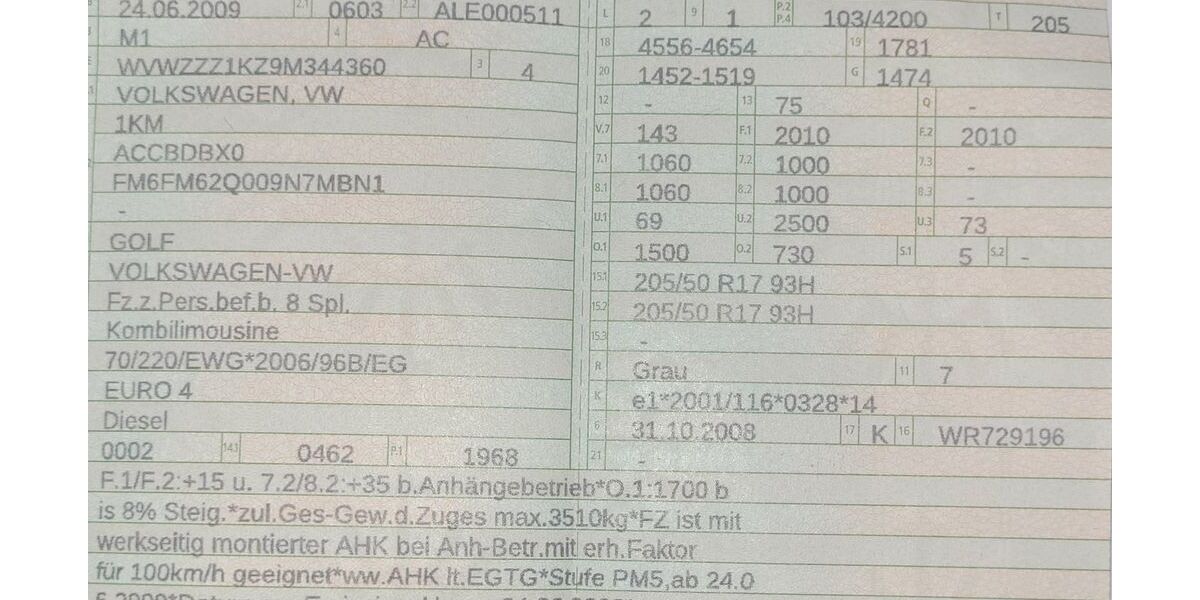 24.06.2009 2.1 0603 2.2 ALE000511
M1 4 AC
WVWZZZ1KZ9M344360 3 4
VOLKSWAGEN, VW
1KM
ACCBDBX0
FM6FM62Q009N7MBN1
-
GOLF
VOLKSWAGEN-VW
Fz.z.Pers.bef.b. 8 Spl.
Kombilimousine
70/220/EWG*2006/96B/EG
EURO 4
Diesel
0002 14.1 0462 P.1 1968
L 2 9 1 P.2 P.4 103/4200 T 205
18 4556-4654 19 1781
20 1452-1519 G 1474
12 - 13 75 Q -
V.7 143 F.1 2010 F.2 2010
7.1 1060 7.2 1000 7.3 -
8.1 1060 8.2 1000 8.3 -
U.1 69 U.2 2500 U.3 73
O.1 1500 O.2 730 S.1 5 S.2 -
15.1 205/50 R17 93H
15.2 205/50 R17 93H
15.3 -
R Grau 11 7
K e1*2001/116*0328*14
6 31.10.2008 17 K 16 WR729196
21 -
F.1/F.2:+15 u. 7.2/8.2:+35 b.Anhängebetrieb*O.1:1700 b
is 8% Steig.*zul.Ges-Gew.d.Zuges max.3510kg*FZ ist mit
werkseitig montierter AHK bei Anh-Betr.mit erh.Faktor
für 100km/h geeignet*ww.AHK lt.EGTG*Stufe PM5,ab 24.0